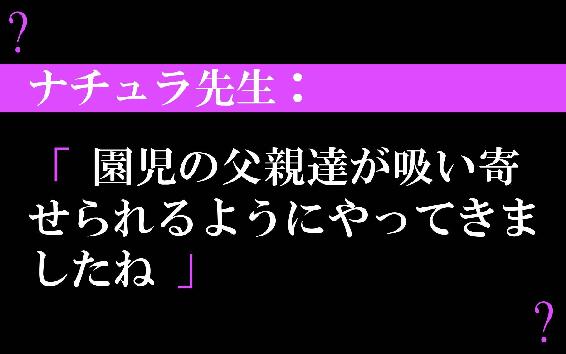 ?
ナチュラ先生：
「 園児の父親達が吸い寄
せられるようにやってきま
したね 」
?